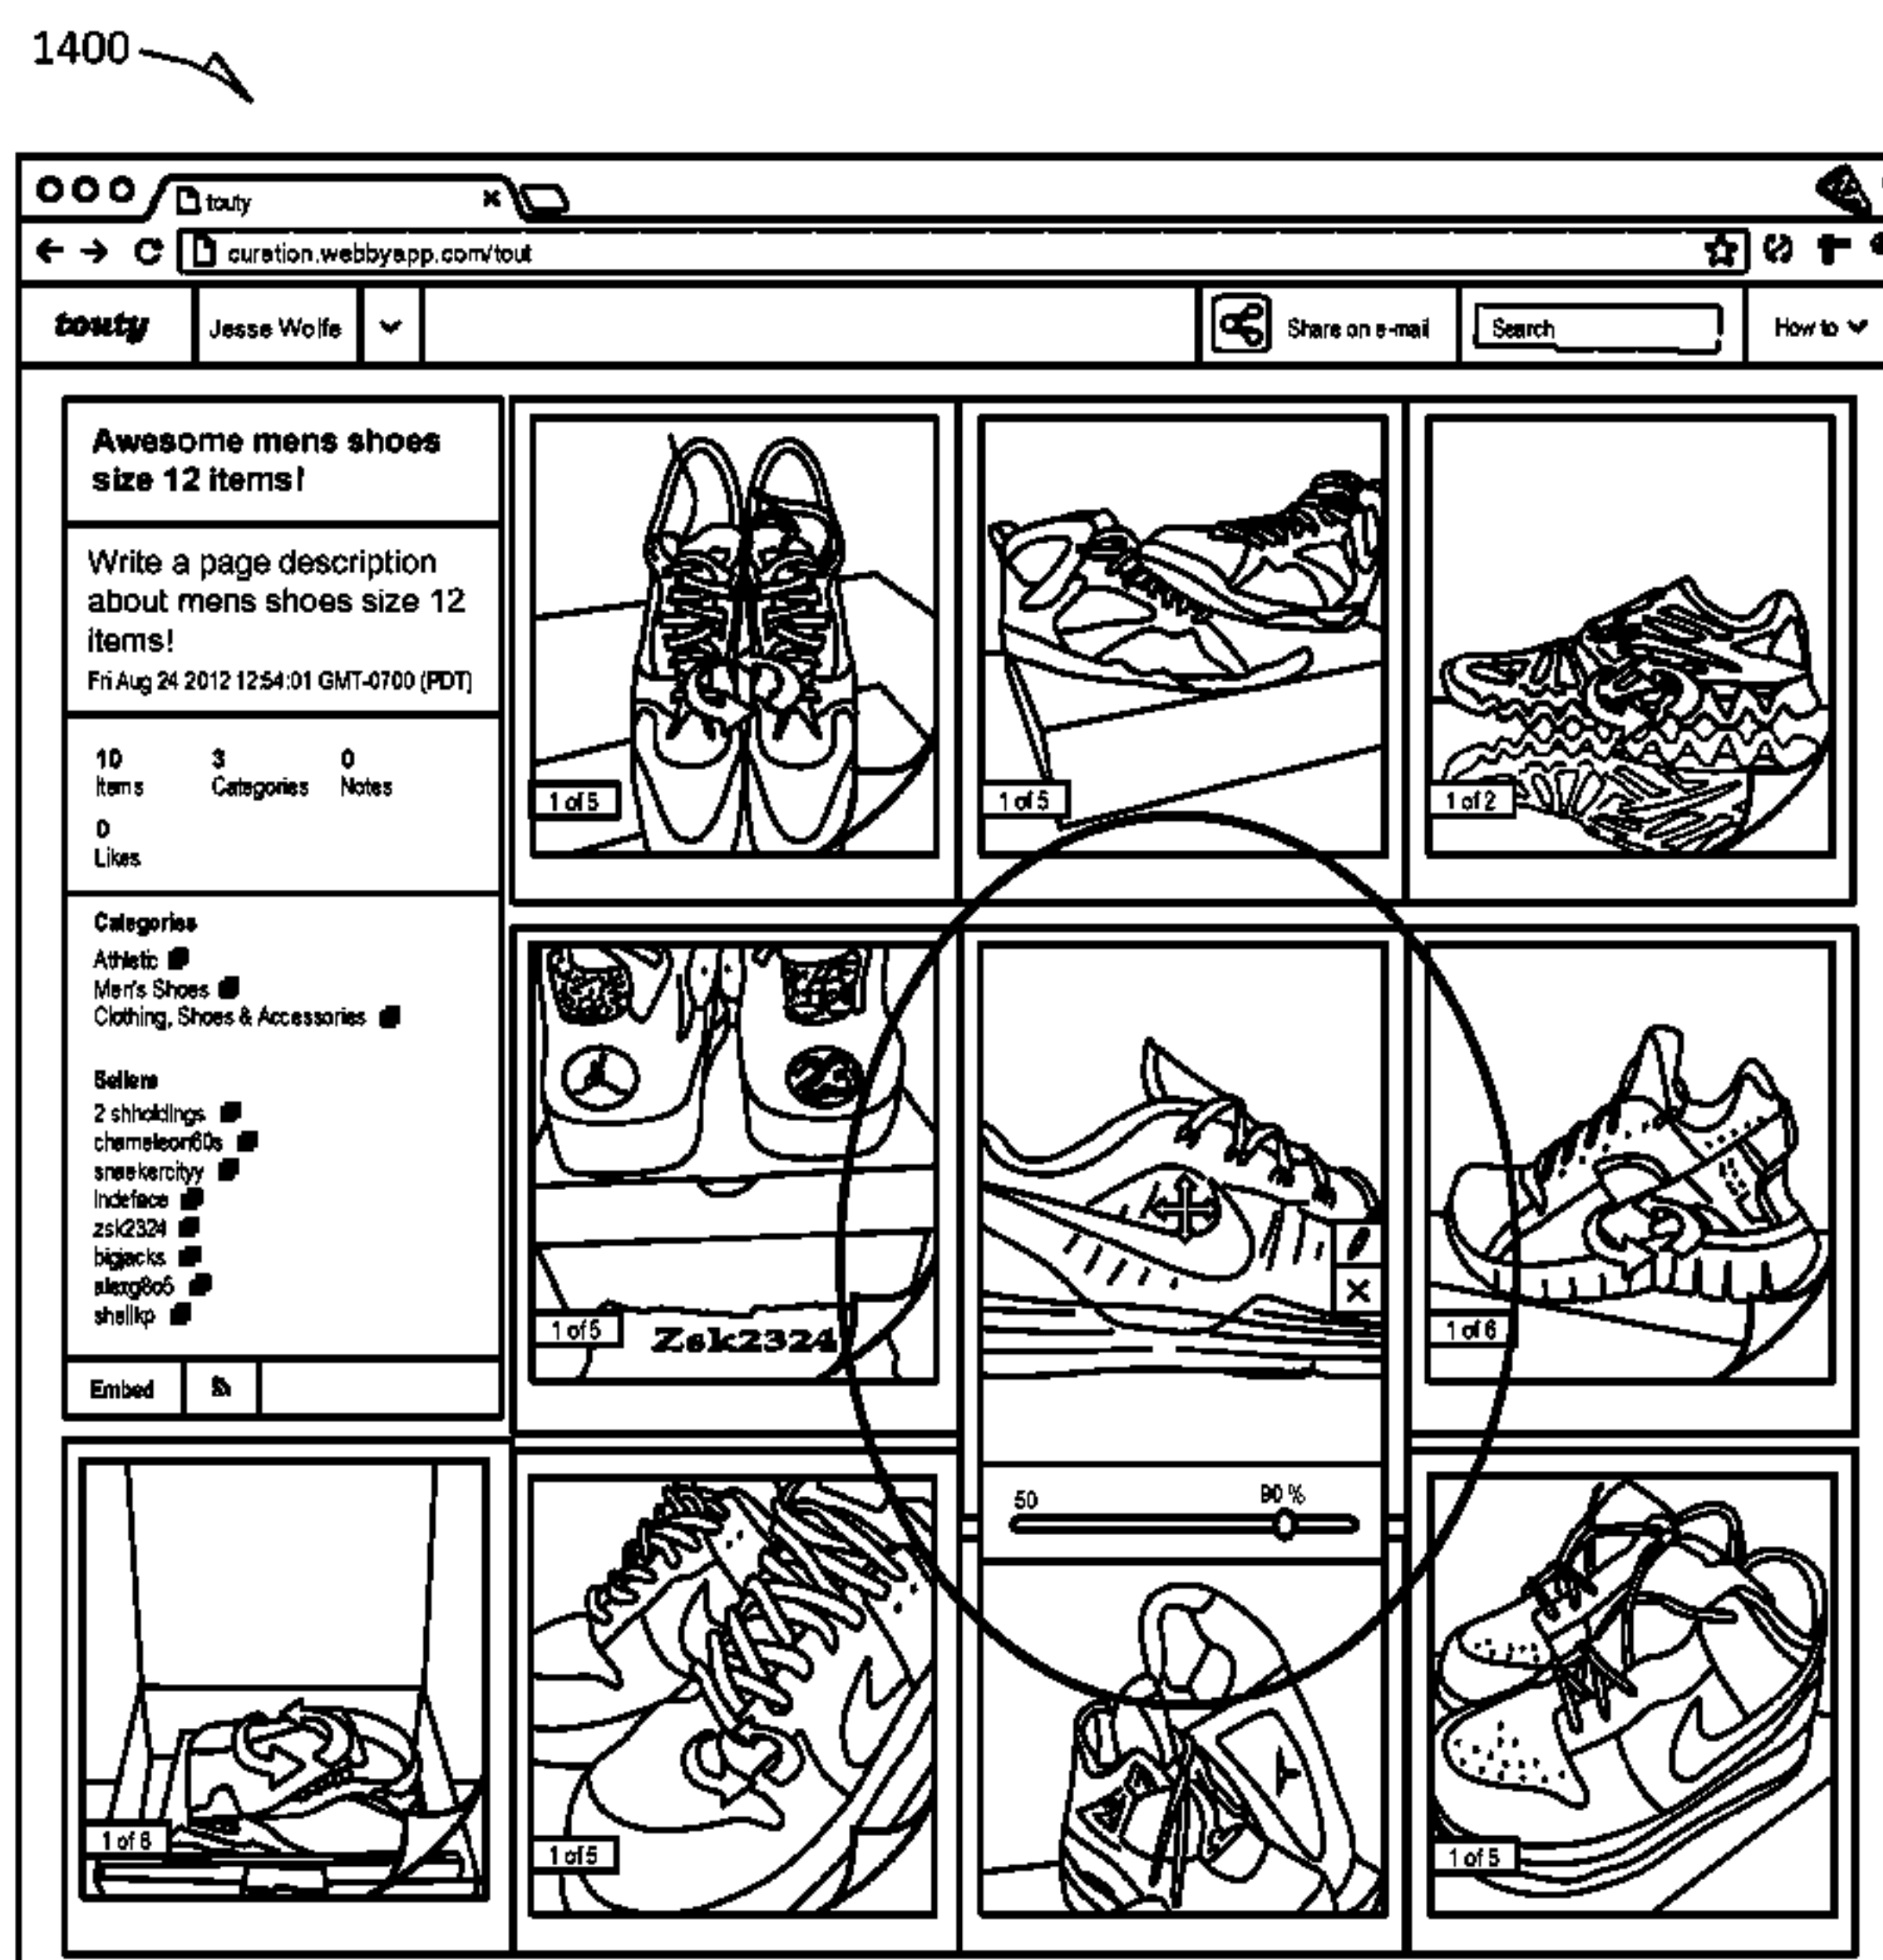 1400
touty
curation.webbyapp.com/tout
touty
Jesse Wolfe
Share on e-mail
Search
How to
Awesome mens shoes
size 12 items!
Write a page description
about mens shoes size 12
items!
Fri Aug 24 2012 12:54:01 GMT-0700 (PDT)
10 3 0
Items Categories Notes
0
Likes
Categories
Athletic
Men's Shoes
Clothing, Shoes & Accessories
Sellers
2 shholdings
chameleon60s
sneakercityy
lndeface
zsk2324
bigjacks
shellkp
Embed
1 of 5
1 of 5
1 of 2
1 of 5
Zsk2324
1 of 6
50 90 %
1 of 6
1 of 5
1 of 5